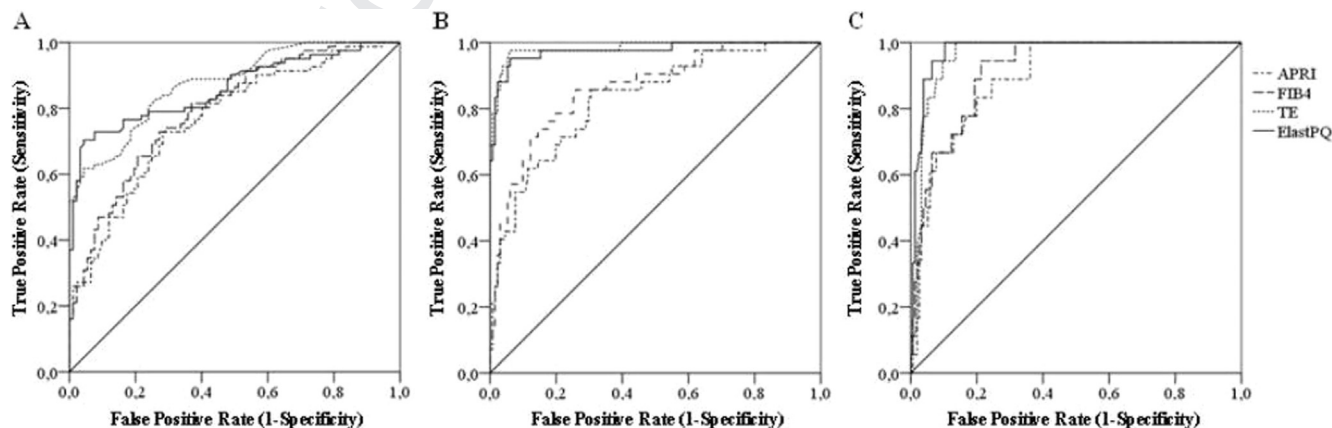 A
True Positive Rate (Sensitivity)
1,0
0,8
0,6
0,4
0,2
0,0
0,0 0,2 0,4 0,6 0,8 1,0
False Positive Rate (1-Specificity)
B
True Positive Rate (Sensitivity)
1,0
0,8
0,6
0,4
0,2
0,0
0,0 0,2 0,4 0,6 0,8 1,0
False Positive Rate (1-Specificity)
C
True Positive Rate (Sensitivity)
1,0
0,8
0,6
0,4
0,2
0,0
0,0 0,2 0,4 0,6 0,8 1,0
False Positive Rate (1-Specificity)
APRI
FIB4
TE
ElastPQ